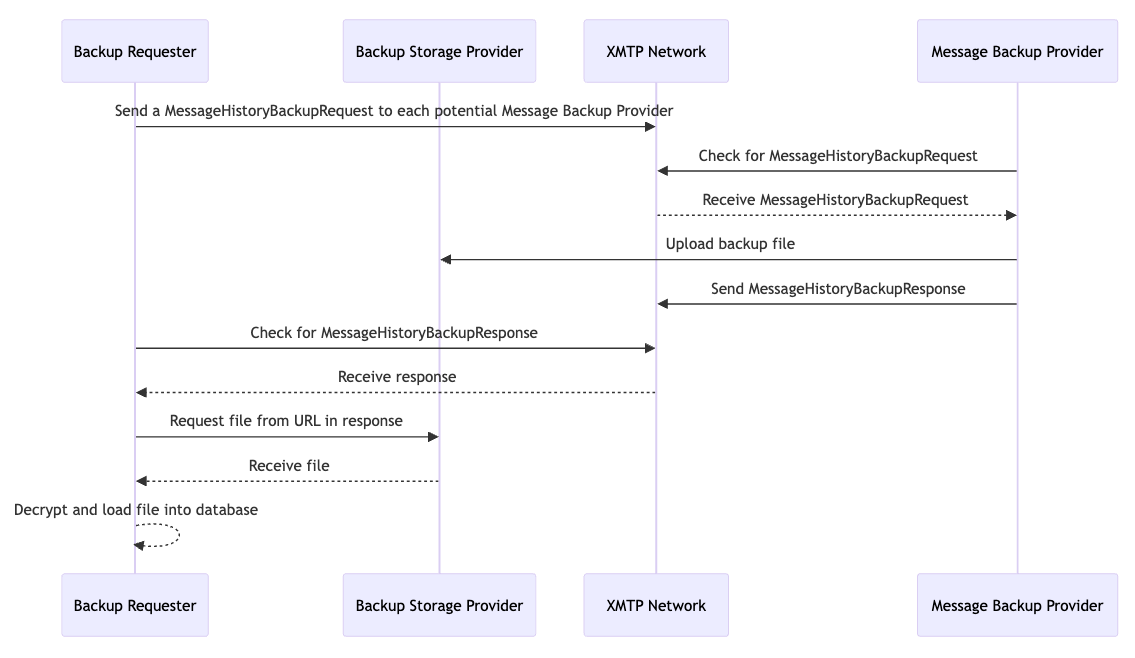 Backup Requester
Backup Storage Provider
XMTP Network
Message Backup Provider
Send a MessageHistoryBackupRequest to each potential Message Backup Provider
Check for MessageHistoryBackupRequest
Receive MessageHistoryBackupRequest
Upload backup file
Send MessageHistoryBackupResponse
Check for MessageHistoryBackupResponse
Receive response
Request file from URL in response
Receive file
Decrypt and load file into database
Backup Requester
Backup Storage Provider
XMTP Network
Message Backup Provider